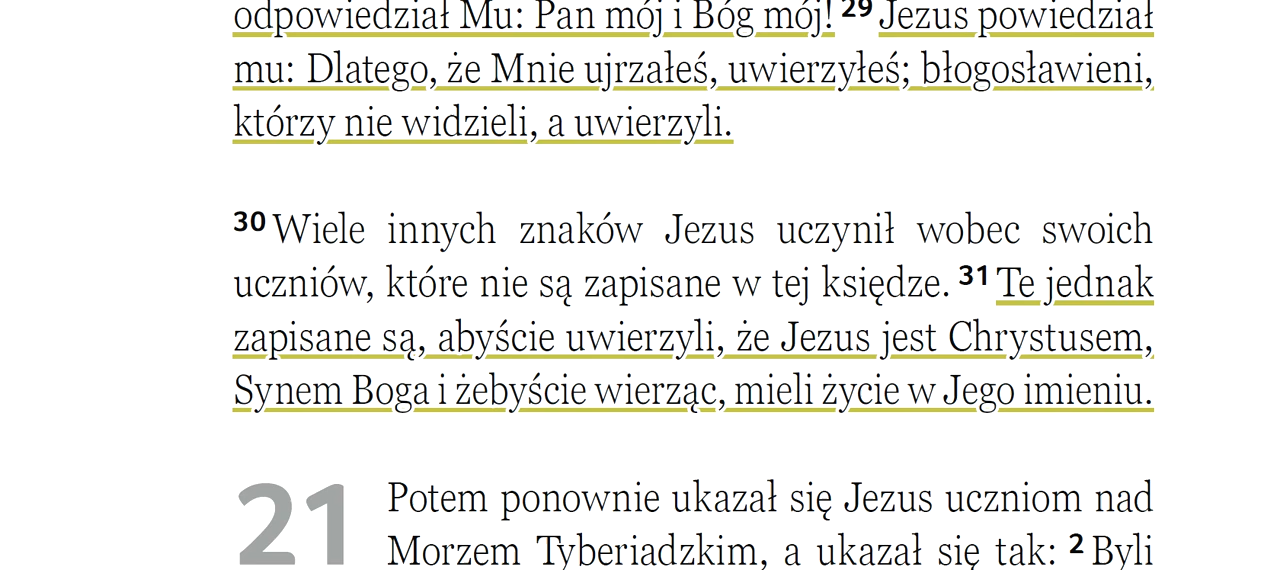 odpowiedział Mu: Pan mój i Bóg mój! 29 Jezus powiedział
mu: Dlatego, że Mnie ujrzałeś, uwierzyłeś; błogosławieni,
którzy nie widzieli, a uwierzyli.
30 Wiele innych znaków Jezus uczynił wobec swoich
uczniów, które nie są zapisane w tej księdze. 31 Te jednak
zapisane są, abyście uwierzyli, że Jezus jest Chrystusem,
Synem Boga i żebyście wierząc, mieli życie w Jego imieniu.
21 Potem ponownie ukazał się Jezus uczniom nad
Morzem Tyberiadzkim, a ukazał się tak: 2 Byli